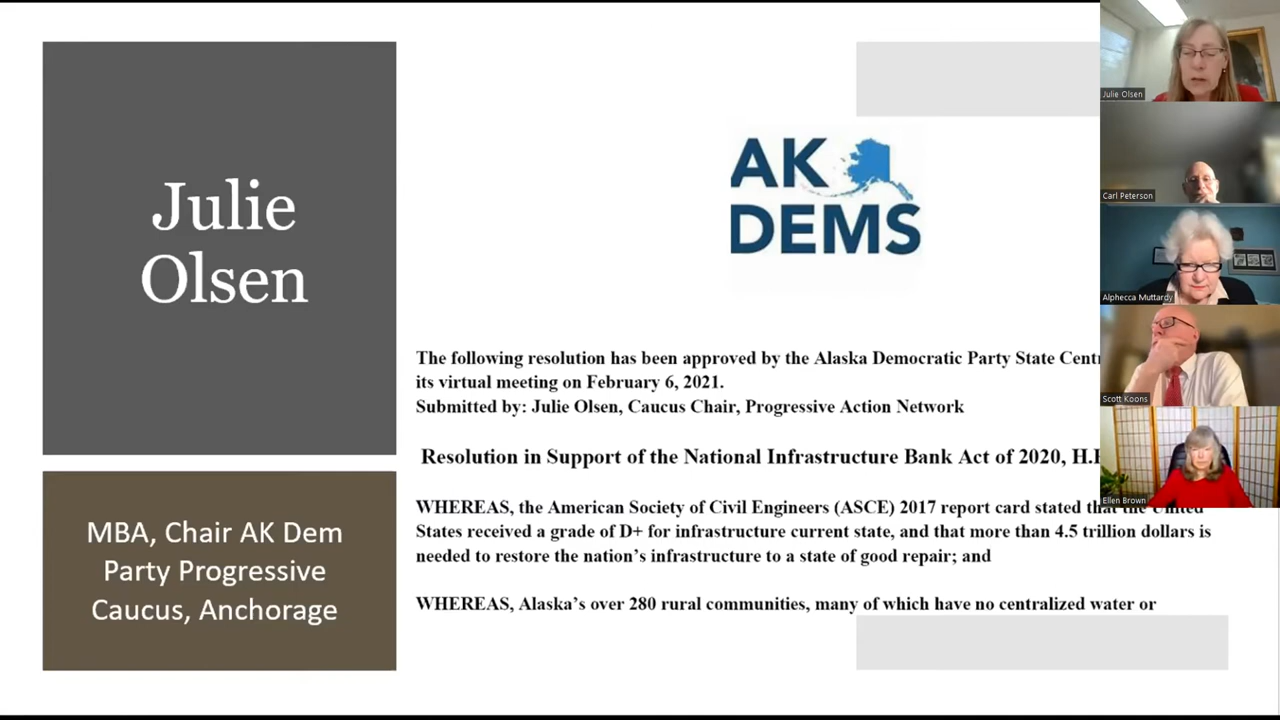 Julie
Olsen
MBA, Chair AK Dem
Party Progressive
Caucus, Anchorage
AK
DEMS
The following resolution has been approved by the Alaska Democratic Party State
its virtual meeting on February 6, 2021.
Submitted by: Julie Olsen, Caucus Chair, Progressive Action Network
Resolution in Support of the National Infrastructure Bank Act of 2020,
WHEREAS, the American Society of Civil Engineers (ASCE) 2017 report card stated that the United
States received a grade of D+ for infrastructure current state, and that more than 4.5 trillion dollars is
needed to restore the nation’s infrastructure to a state of good repair; and
WHEREAS, Alaska’s over 280 rural communities, many of which have no centralized water or
Julie Olsen
Carl Peterson
Alphecca Muttardy
Scott Koons
Ellen Brown